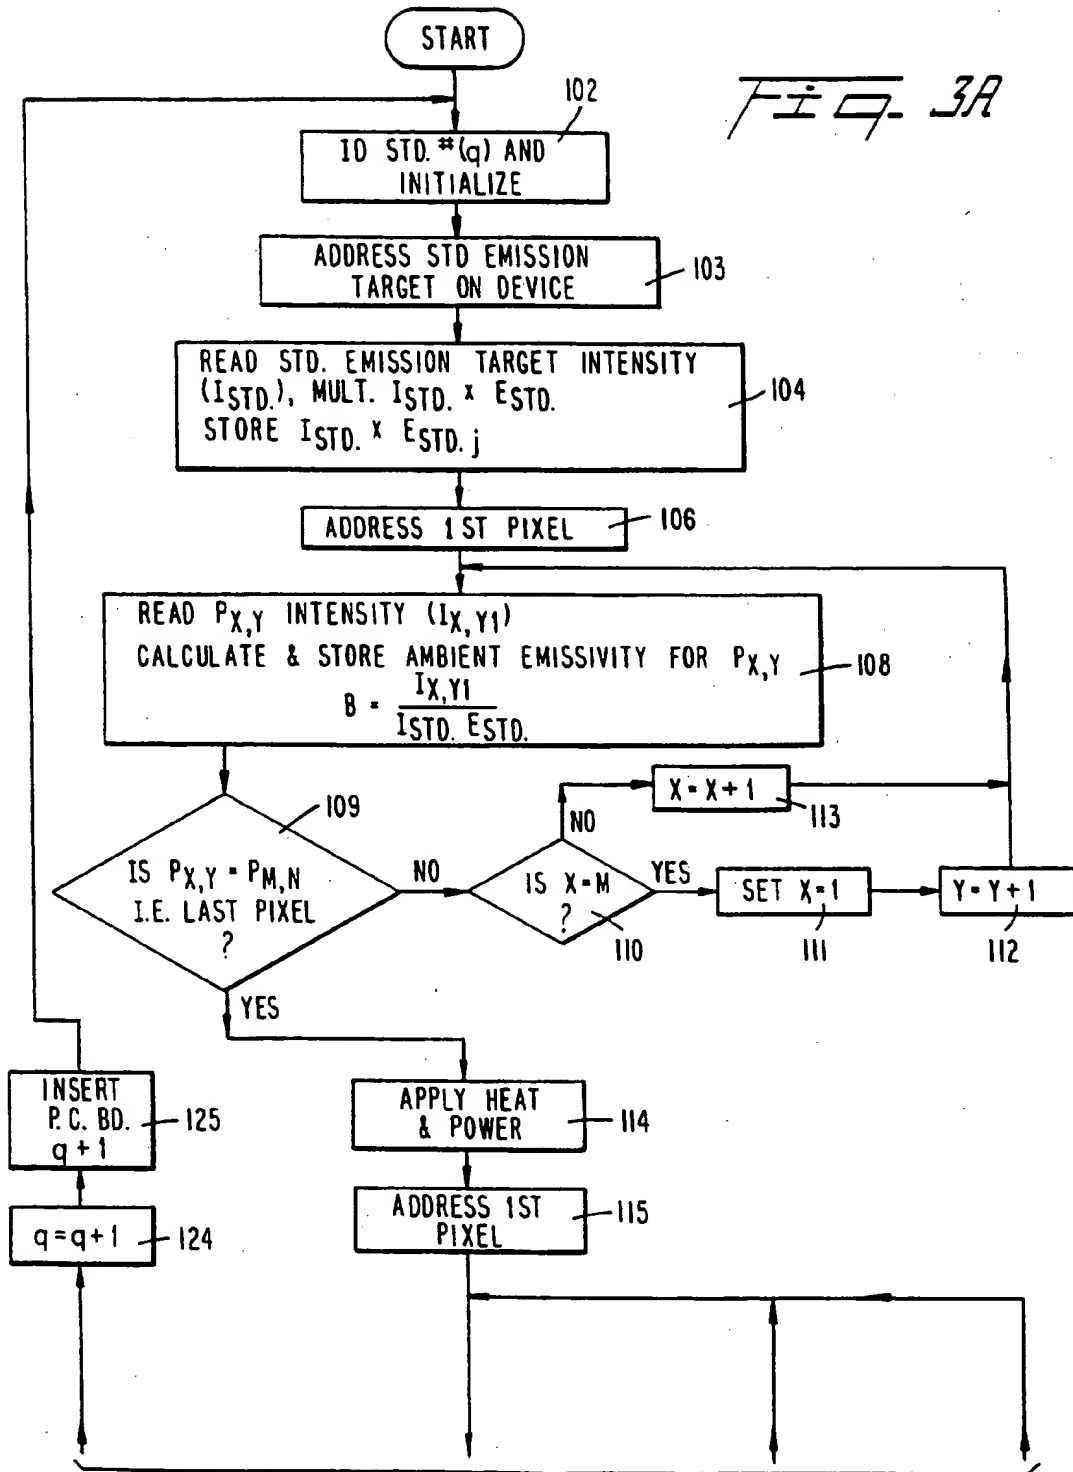 START
Fig. 3A
102
ID STD. #(q) AND
INITIALIZE
ADDRESS STD EMISSION
TARGET ON DEVICE
103
READ STD. EMISSION TARGET INTENSITY
(ISTD.), MULT. ISTD. x ESTD.
STORE ISTD. x ESTD. j
104
ADDRESS 1ST PIXEL
106
READ PX,Y INTENSITY (IX,Y1)
CALCULATE & STORE AMBIENT EMISSIVITY FOR PX,Y
B = IX,Y1
ISTD. ESTD.
108
109
IS PX,Y = PM,N
I.E. LAST PIXEL
?
NO
YES
IS X=M
?
110
NO
YES
X=X+1
113
SET X=1
111
Y=Y+1
112
INSERT
P.C. BD.
q+1
125
q=q+1
124
APPLY HEAT
& POWER
114
ADDRESS 1ST
PIXEL
115